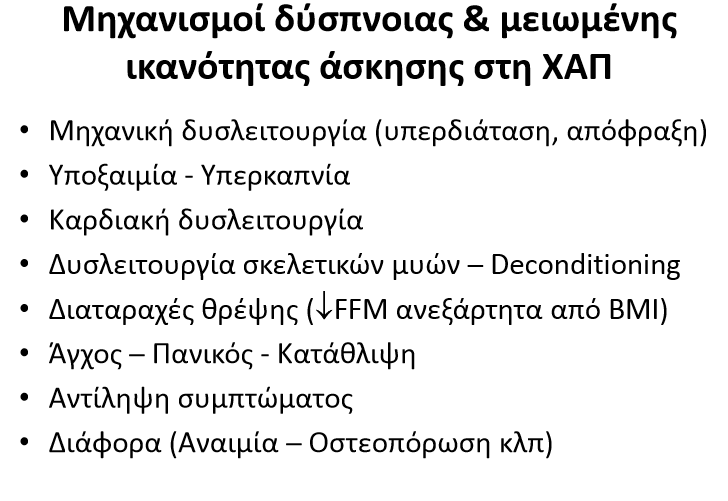 Μηχανισμοί δύσπνοιας & μειωμένης
ικανότητας άσκησης στη ΧΑΠ
• Μηχανική δυσλειτουργία (υπερδιάταση, απόφραξη)
• Υποξαιμία - Υπερκαπνία
• Καρδιακή δυσλειτουργία
• Δυσλειτουργία σκελετικών μυών – Deconditioning
• Διαταραχές θρέψης (↓FFM ανεξάρτητα από BMI)
• Άγχος – Πανικός - Κατάθλιψη
• Αντίληψη συμπτώματος
• Διάφορα (Αναιμία – Οστεοπόρωση κλπ)